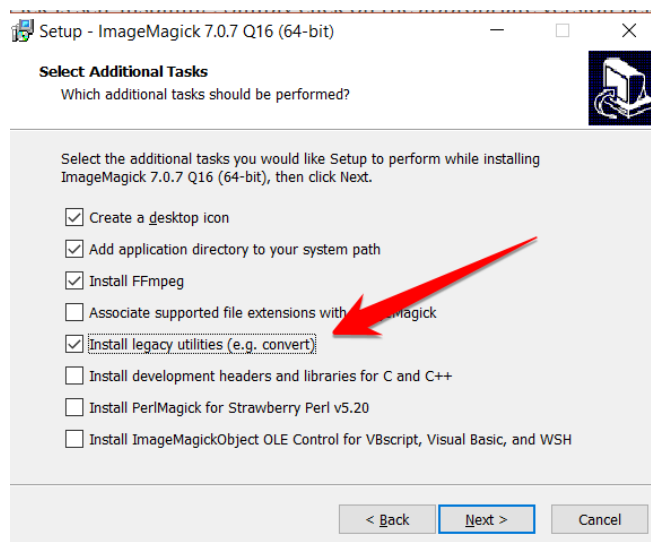 Setup - ImageMagick 7.0.7 Q16 (64-bit)
Select Additional Tasks
Which additional tasks should be performed?
Select the additional tasks you would like Setup to perform while installing
ImageMagick 7.0.7 Q16 (64-bit), then click Next.
Create a desktop icon
Add application directory to your system path
Install FFmpeg
Associate supported file extensions with Magick
Install legacy utilities (e.g. convert)
Install development headers and libraries for C and C++
Install PerlMagick for Strawberry Perl v5.20
Install ImageMagickObject OLE Control for VBscript, Visual Basic, and WSH
< Back
Next >
Cancel